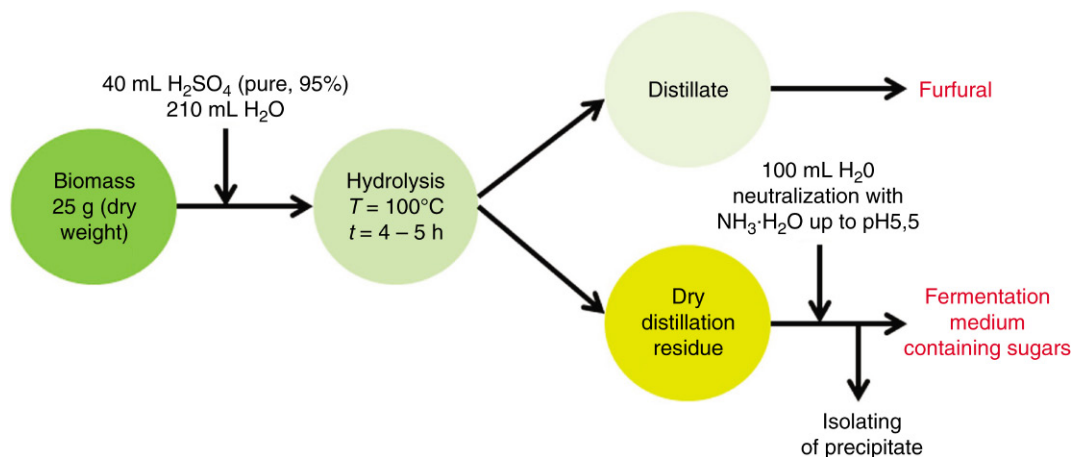 40 mL H₂SO₄ (pure, 95%)
210 mL H₂O
Biomass
25 g (dry
weight)
Hydrolysis
T = 100°C
t = 4 – 5 h
Distillate
Furfural
100 mL H₂0
neutralization with
NH₃·H₂O up to pH5,5
Dry
distillation
residue
Fermentation
medium
containing sugars
Isolating
of precipitate